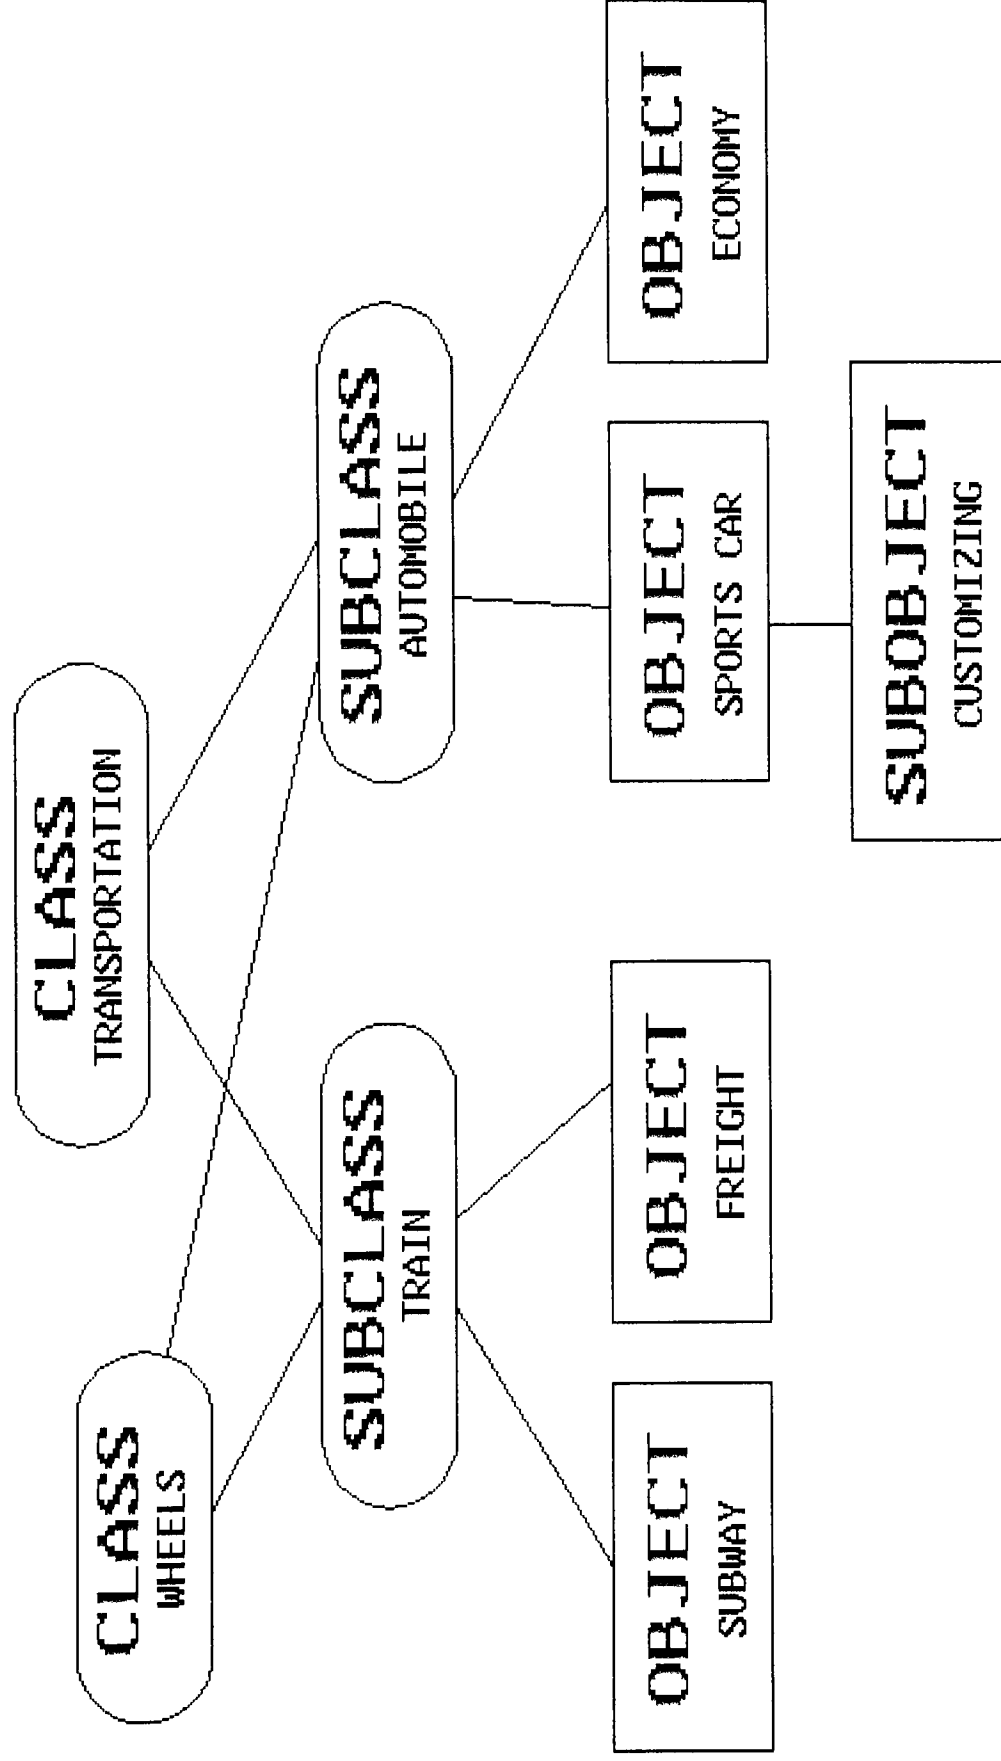 CLASS
TRANSPORTATION
CLASS
WHEELS
SUBCLASS
TRAIN
SUBCLASS
AUTOMOBILE
OBJECT
SUBWAY
OBJECT
FREIGHT
OBJECT
SPORTS CAR
OBJECT
ECONOMY
SUBOBJECT
CUSTOMIZING